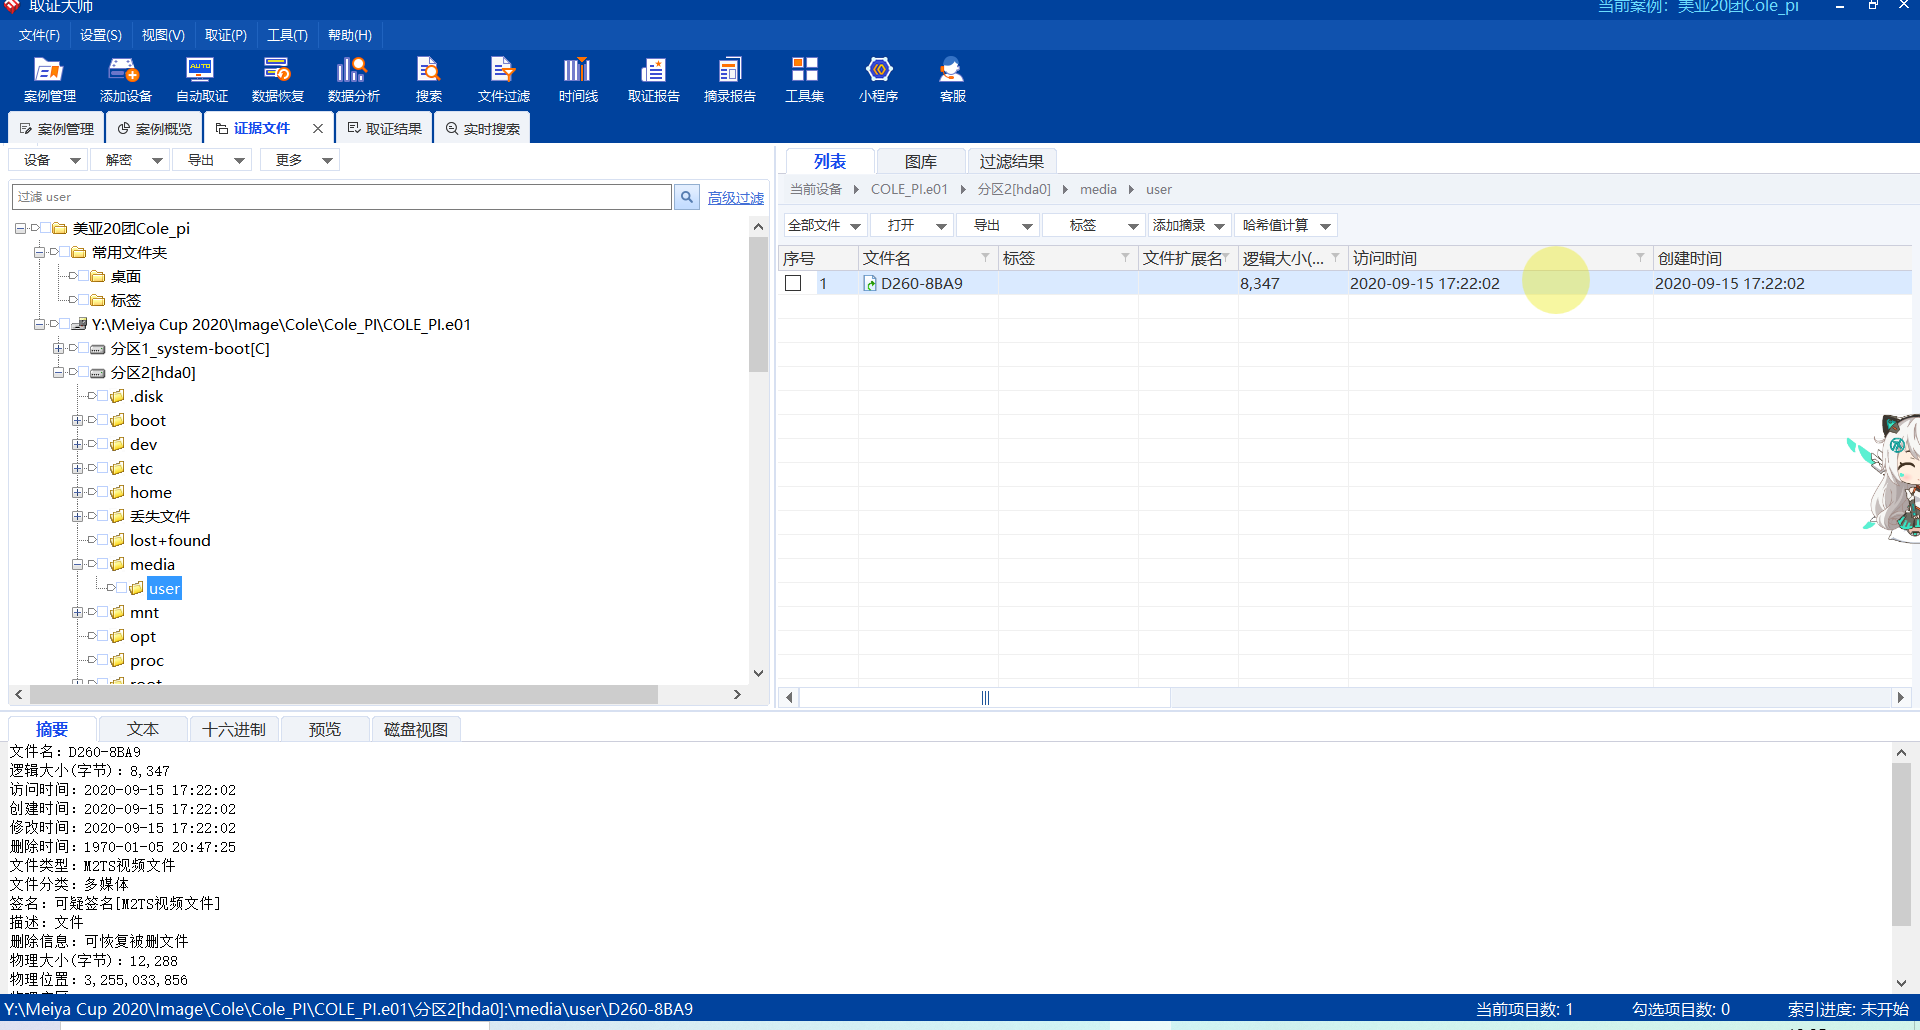 取证大师
当前案例：美亚20团Cole_pi
文件(F) 设置(S) 视图(V) 取证(P) 工具(T) 帮助(H)
案例管理 添加设备 自动取证 数据恢复 数据分析 搜索 文件过滤 时间线 取证报告 摘录报告 工具集 小程序 客服
案例管理 案例概览 证据文件 取证结果 实时搜索
设备 解密 导出 更多
过滤 user
高级过滤
美亚20团Cole_pi
常用文件夹
桌面
标签
Y:\Meiya Cup 2020\Image\Cole\Cole_PI\COLE_PI.e01
分区1_system-boot[C]
分区2[hda0]
.disk
boot
dev
etc
home
丢失文件
lost+found
media
user
mnt
opt
proc
列表 图库 过滤结果
当前设备 COLE_PI.e01 分区2[hda0] media user
全部文件 打开 导出 标签 添加摘录 哈希值计算
序号 文件名 标签 文件扩展名 逻辑大小(... 访问时间 创建时间
1 D260-8BA9 8,347 2020-09-15 17:22:02 2020-09-15 17:22:02
摘要 文本 十六进制 预览 磁盘视图
文件名：D260-8BA9
逻辑大小(字节)：8,347
访问时间：2020-09-15 17:22:02
创建时间：2020-09-15 17:22:02
修改时间：2020-09-15 17:22:02
删除时间：1970-01-05 20:47:25
文件类型：M2TS视频文件
文件分类：多媒体
签名：可疑签名[M2TS视频文件]
描述：文件
删除信息：可恢复被删文件
物理大小(字节)：12,288
物理位置：3,255,033,856
Y:\Meiya Cup 2020\Image\Cole\Cole_PI\COLE_PI.e01\分区2[hda0]:\media\user\D260-8BA9
当前项目数: 1 勾选项目数: 0 索引进度: 未开始